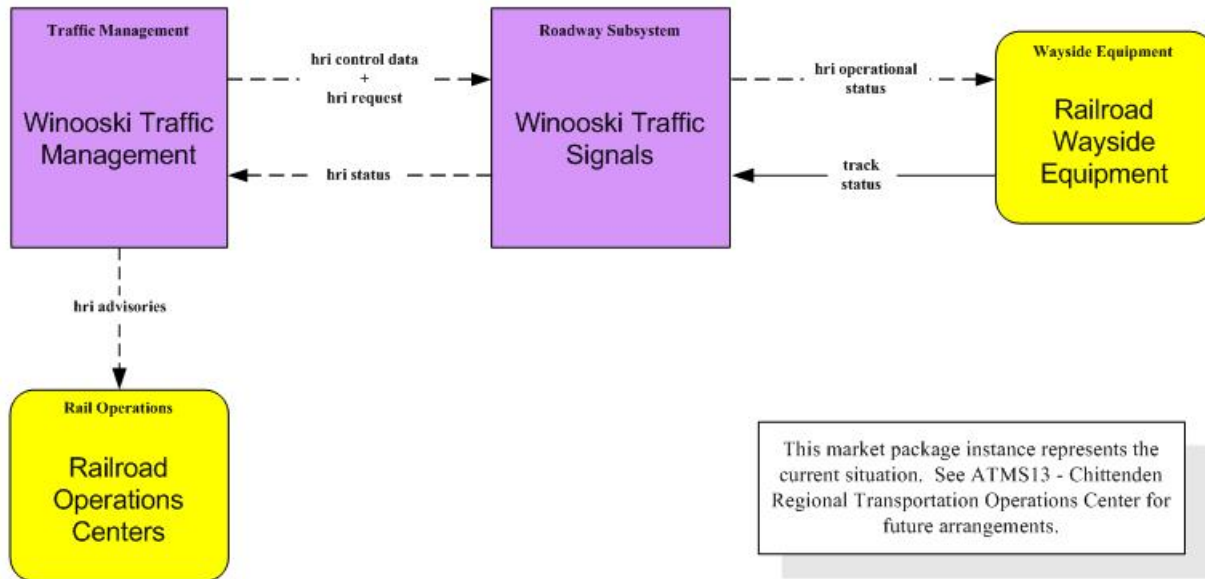 Traffic Management
Winooski Traffic
Management
hri control data
+
hri request
hri status
Roadway Subsystem
Winooski Traffic
Signals
hri operational
status
track
status
Wayside Equipment
Railroad
Wayside
Equipment
hri advisories
Rail Operations
Railroad
Operations
Centers
This market package instance represents the
current situation. See ATMS13 - Chittenden
Regional Transportation Operations Center for
future arrangements.